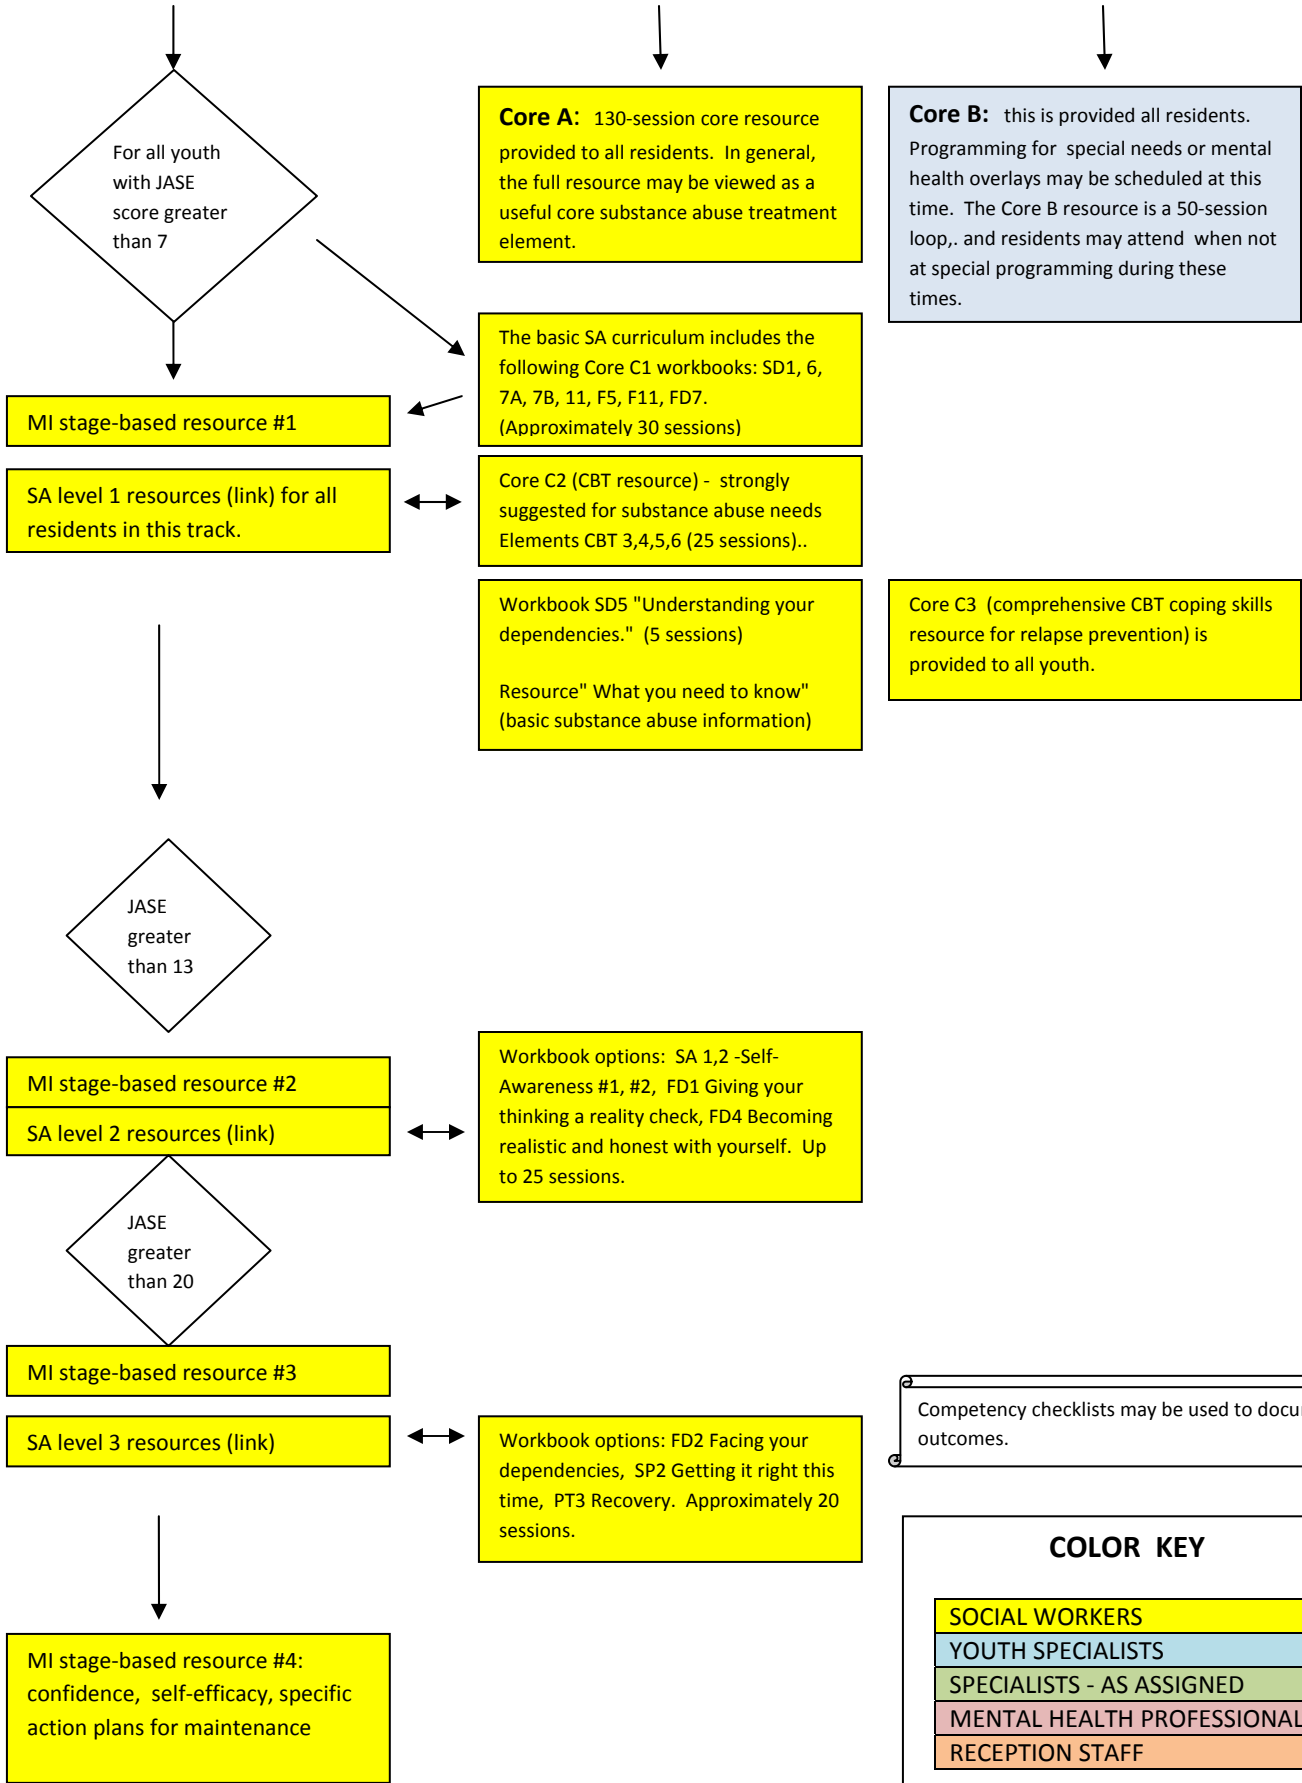 For all youth
with JASE
score greater
than 7
Core A: 130-session core resource
provided to all residents. In general,
the full resource may be viewed as a
useful core substance abuse treatment
element.
Core B: this is provided all residents.
Programming for special needs or mental
health overlays may be scheduled at this
time. The Core B resource is a 50-session
loop,. and residents may attend when not
at special programming during these
times.
The basic SA curriculum includes the
following Core C1 workbooks: SD1, 6,
7A, 7B, 11, F5, F11, FD7.
(Approximately 30 sessions)
MI stage-based resource #1
SA level 1 resources (link) for all
residents in this track.
Core C2 (CBT resource) - strongly
suggested for substance abuse needs
Elements CBT 3,4,5,6 (25 sessions)..
Workbook SD5 "Understanding your
dependencies." (5 sessions)
Resource" What you need to know"
(basic substance abuse information)
Core C3 (comprehensive CBT coping skills
resource for relapse prevention) is
provided to all youth.
JASE
greater
than 13
MI stage-based resource #2
SA level 2 resources (link)
Workbook options: SA 1,2 -Self-
Awareness #1, #2, FD1 Giving your
thinking a reality check, FD4 Becoming
realistic and honest with yourself. Up
to 25 sessions.
JASE
greater
than 20
MI stage-based resource #3
SA level 3 resources (link)
Workbook options: FD2 Facing your
dependencies, SP2 Getting it right this
time, PT3 Recovery. Approximately 20
sessions.
Competency checklists may be used to docu
outcomes.
MI stage-based resource #4:
confidence, self-efficacy, specific
action plans for maintenance
COLOR KEY
SOCIAL WORKERS
YOUTH SPECIALISTS
SPECIALISTS - AS ASSIGNED
MENTAL HEALTH PROFESSIONAL
RECEPTION STAFF